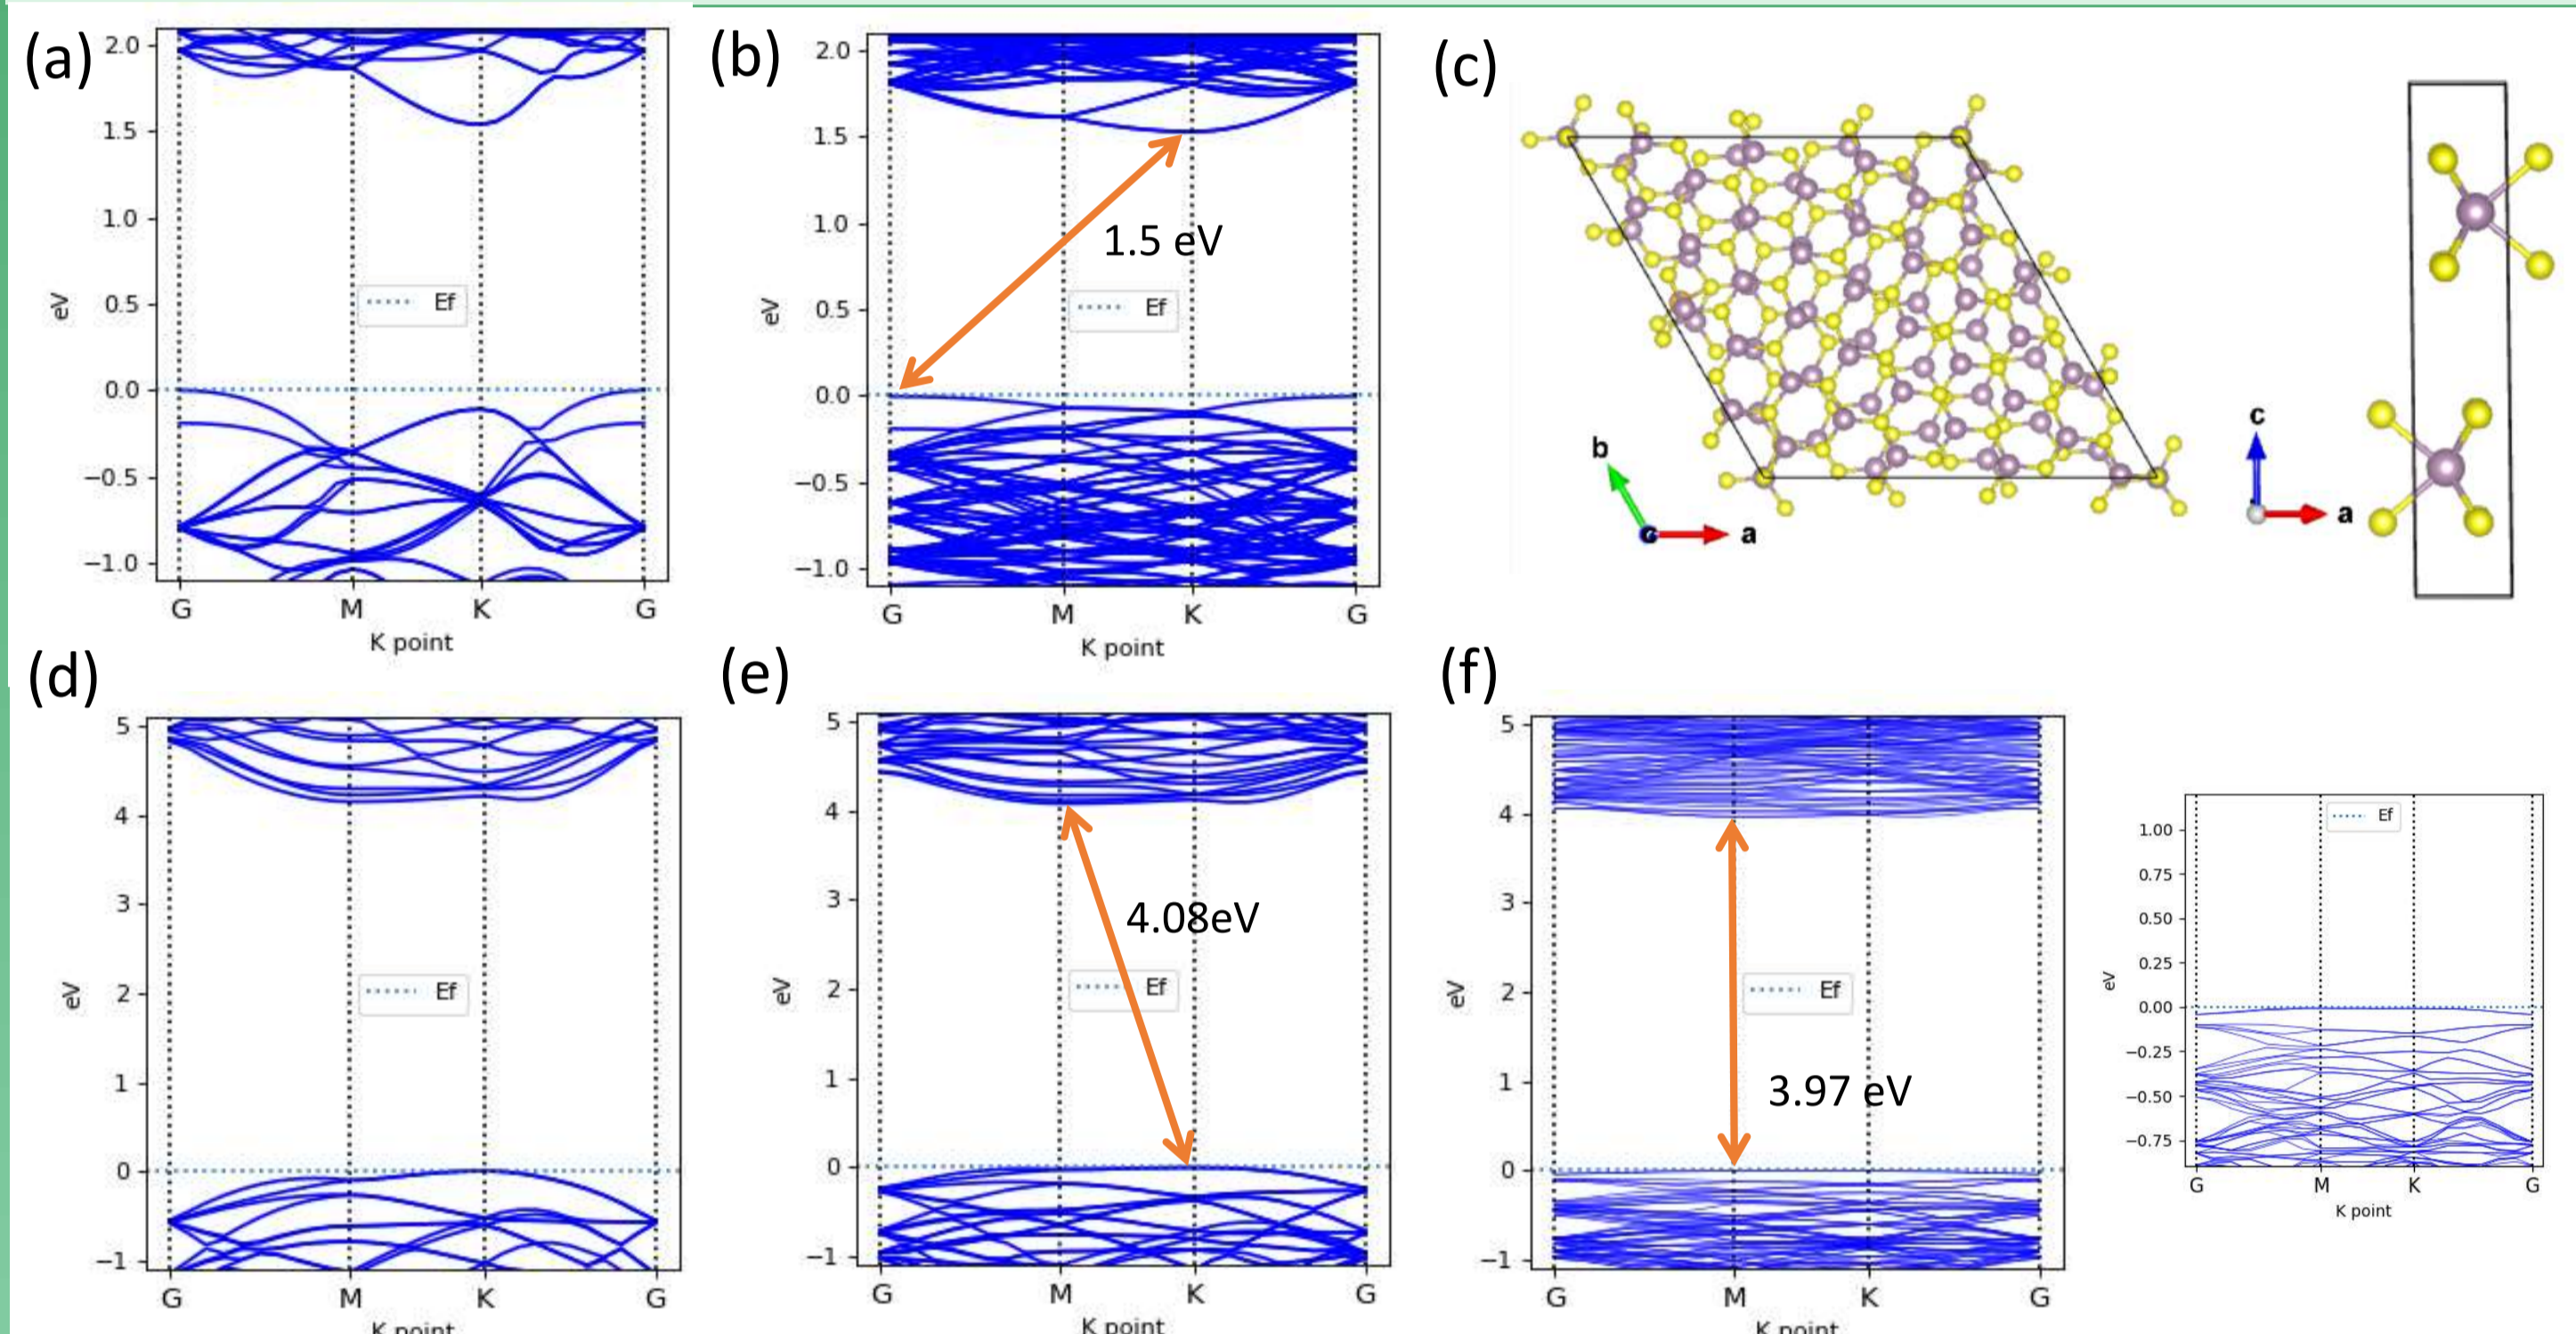 (a)
2.0
1.5
1.0
0.5
0.0
−0.5
−1.0
eV
Ef
G M K G
K point
(b)
2.0
1.5
1.0
0.5
0.0
−0.5
−1.0
eV
1.5 eV
Ef
G M K G
K point
(c)
b
c
a
c
a
(d)
5
4
3
2
1
0
−1
eV
Ef
G M K G
K point
(e)
5
4
3
2
1
0
−1
eV
4.08eV
Ef
G M K G
K point
(f)
5
4
3
2
1
0
−1
eV
Ef
3.97 eV
G M K G
K point
Ef
1.00
0.75
0.50
0.25
0.00
−0.25
−0.50
−0.75
eV
G M K G
K point